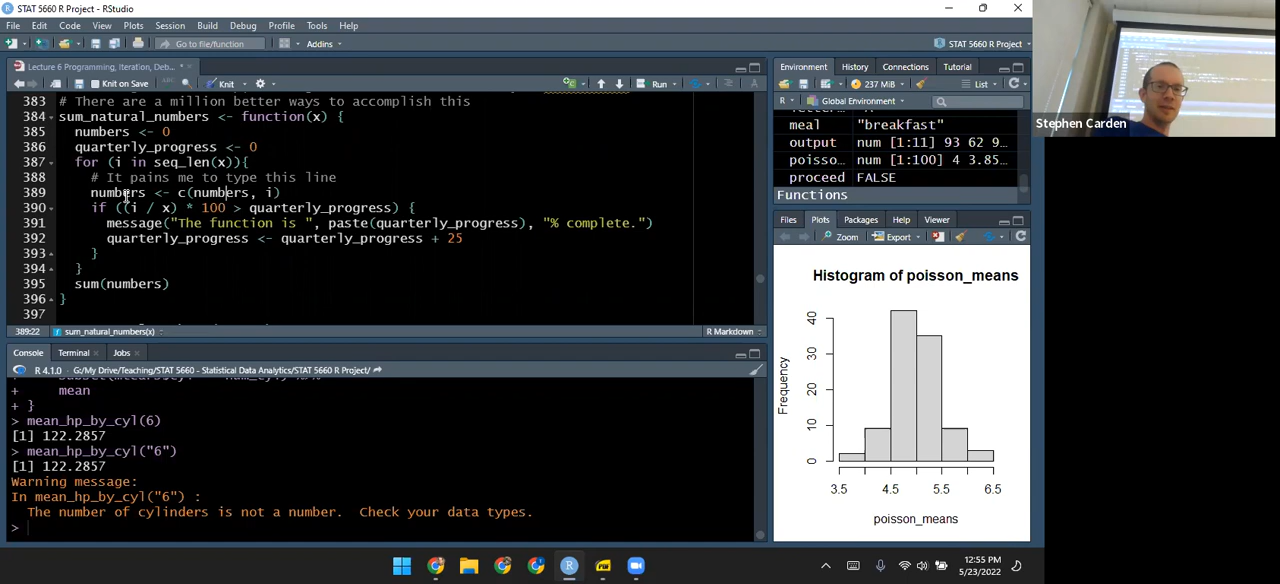 STAT 5660 R Project - RStudio
File Edit Code View Plots Session Build Debug Profile Tools Help
Go to file/function Addins STAT 5660 R Project
Lecture 6 Programming, Iteration, Deb...
Knit on Save Knit Run
383 # There are a million better ways to accomplish this
384 sum_natural_numbers <- function(x) {
385 numbers <- 0
386 quarterly_progress <- 0
387 for (i in seq_len(x)){
388 # It pains me to type this line
389 numbers <- c(numbers, i)
390 if ((i / x) * 100 > quarterly_progress) {
391 message("The function is ", paste(quarterly_progress), "% complete.")
392 quarterly_progress <- quarterly_progress + 25
393 }
394 }
395 sum(numbers)
396 }
397
389:22 sum_natural_numbers(x) R Markdown
Console Terminal Jobs
R 4.1.0 · G:/My Drive/Teaching/STAT 5660 - Statistical Data Analytics/STAT 5660 R Project/
+ mean
+ }
> mean_hp_by_cyl(6)
[1] 122.2857
> mean_hp_by_cyl("6")
[1] 122.2857
Warning message:
In mean_hp_by_cyl("6") :
The number of cylinders is not a number. Check your data types.
>
Environment History Connections Tutorial
237 MiB List
R Global Environment
meal "breakfast"
output num [1:11] 93 62 9...
poisso... num [1:100] 4 3.85...
proceed FALSE
Functions
Files Plots Packages Help Viewer
Zoom Export
Histogram of poisson_means
Frequency
40
30
20
10
0
3.5 4.5 5.5 6.5
poisson_means
Stephen Carden
12:55 PM
5/23/2022